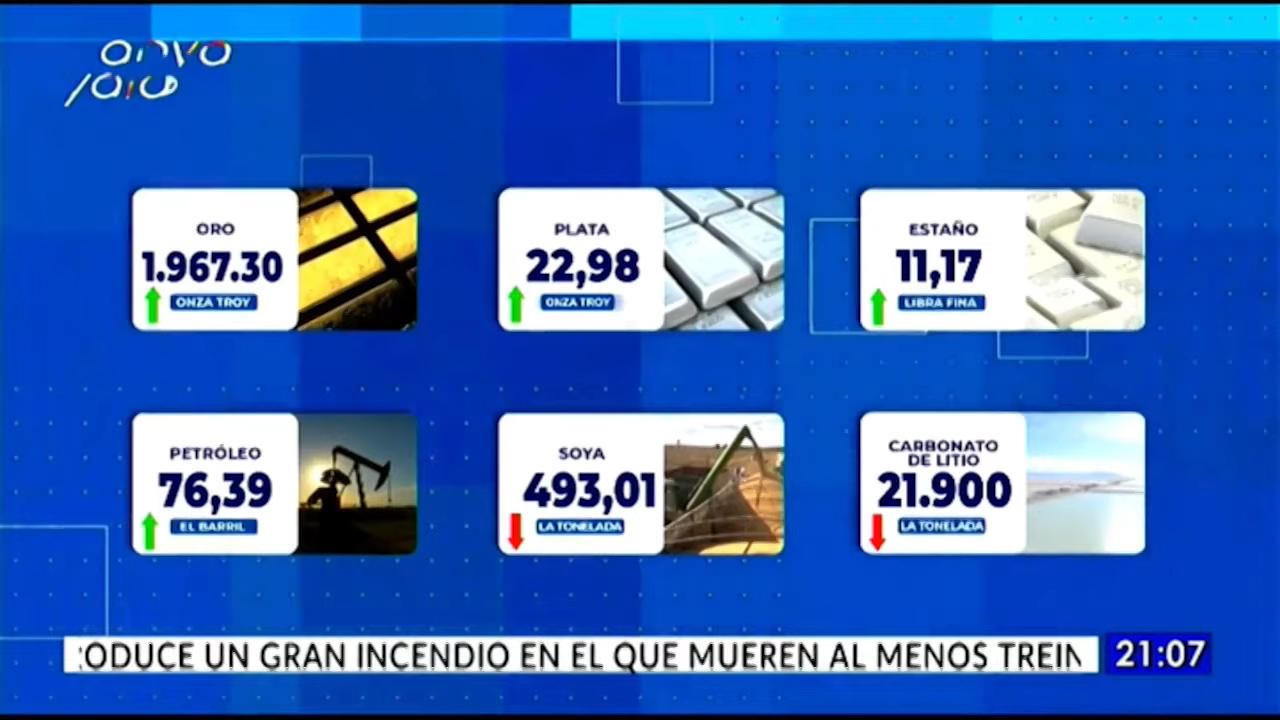 ORO
1.967.30
ONZA TROY
PLATA
22,98
ONZA TROY
ESTAÑO
11,17
LIBRA FINA
PETRÓLEO
76,39
EL BARRIL
SOYA
493,01
LA TONELADA
CARBONATO
DE LITIO
21.900
LA TONELADA
ODUCE UN GRAN INCENDIO EN EL QUE MUEREN AL MENOS TREIN
21:07